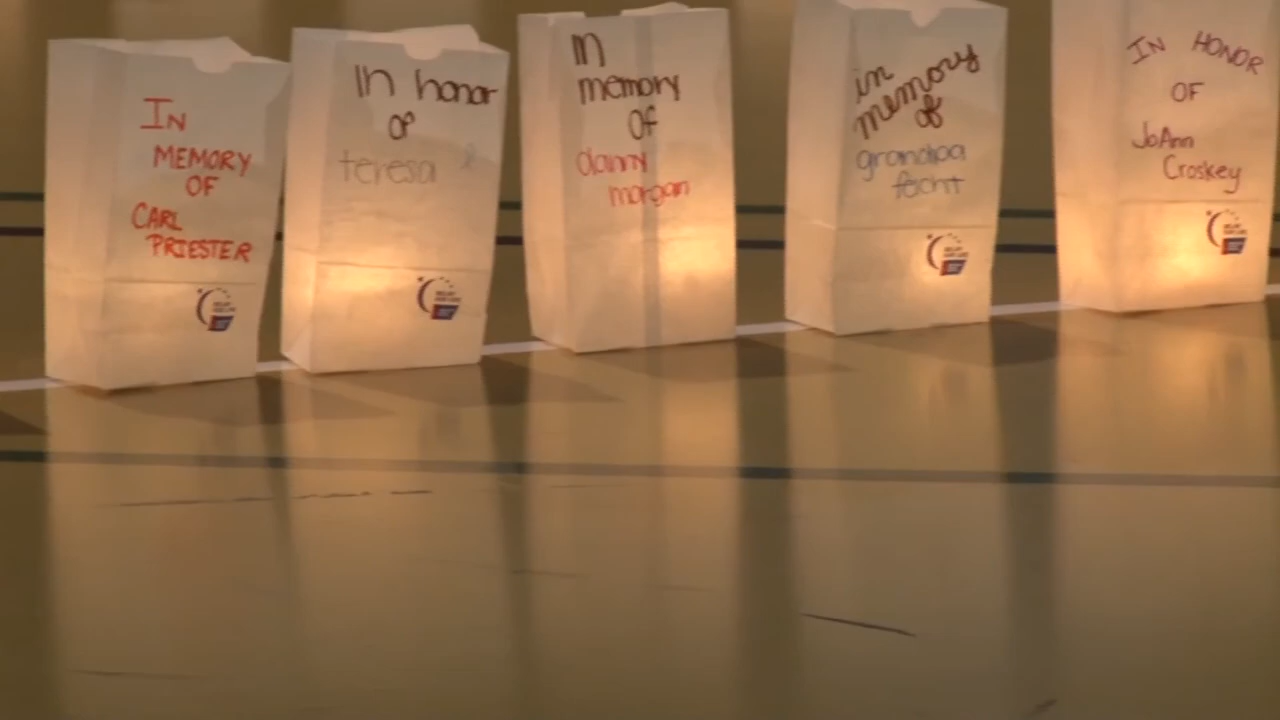 IN
MEMORY
OF
CARL
PRIESTER
In honor
of
teresa
In
memory
of
danny
morgan
in
memory
of
grandpa
fecht
IN HONOR
OF
JoAnn
Croskey